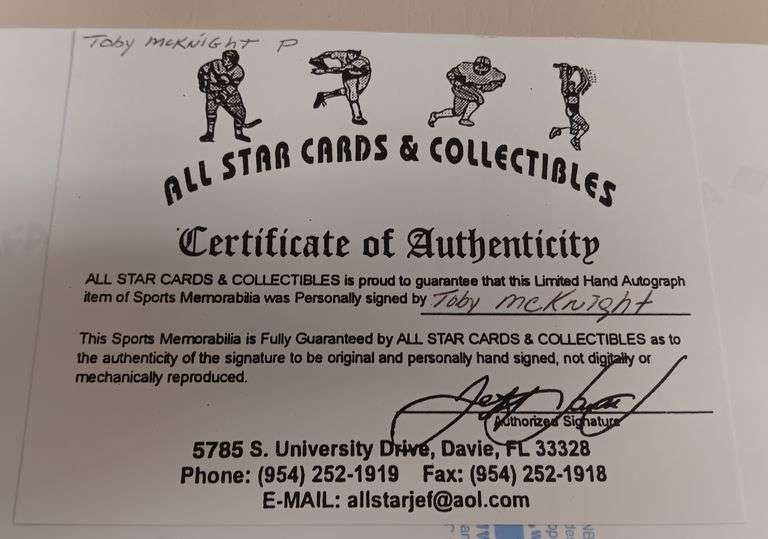 Toby McKnight P
ALL STAR CARDS & COLLECTIBLES
Certificate of Authenticity
ALL STAR CARDS & COLLECTIBLES is proud to guarantee that this Limited Hand Autograph
item of Sports Memorabilia was Personally signed by Toby McKnight
This Sports Memorabilia is Fully Guaranteed by ALL STAR CARDS & COLLECTIBLES as to
the authenticity of the signature to be original and personally hand signed, not digitally or
mechanically reproduced.
Authorized Signature
5785 S. University Drive, Davie, FL 33328
Phone: (954) 252-1919 Fax: (954) 252-1918
E-MAIL: allstarjef@aol.com